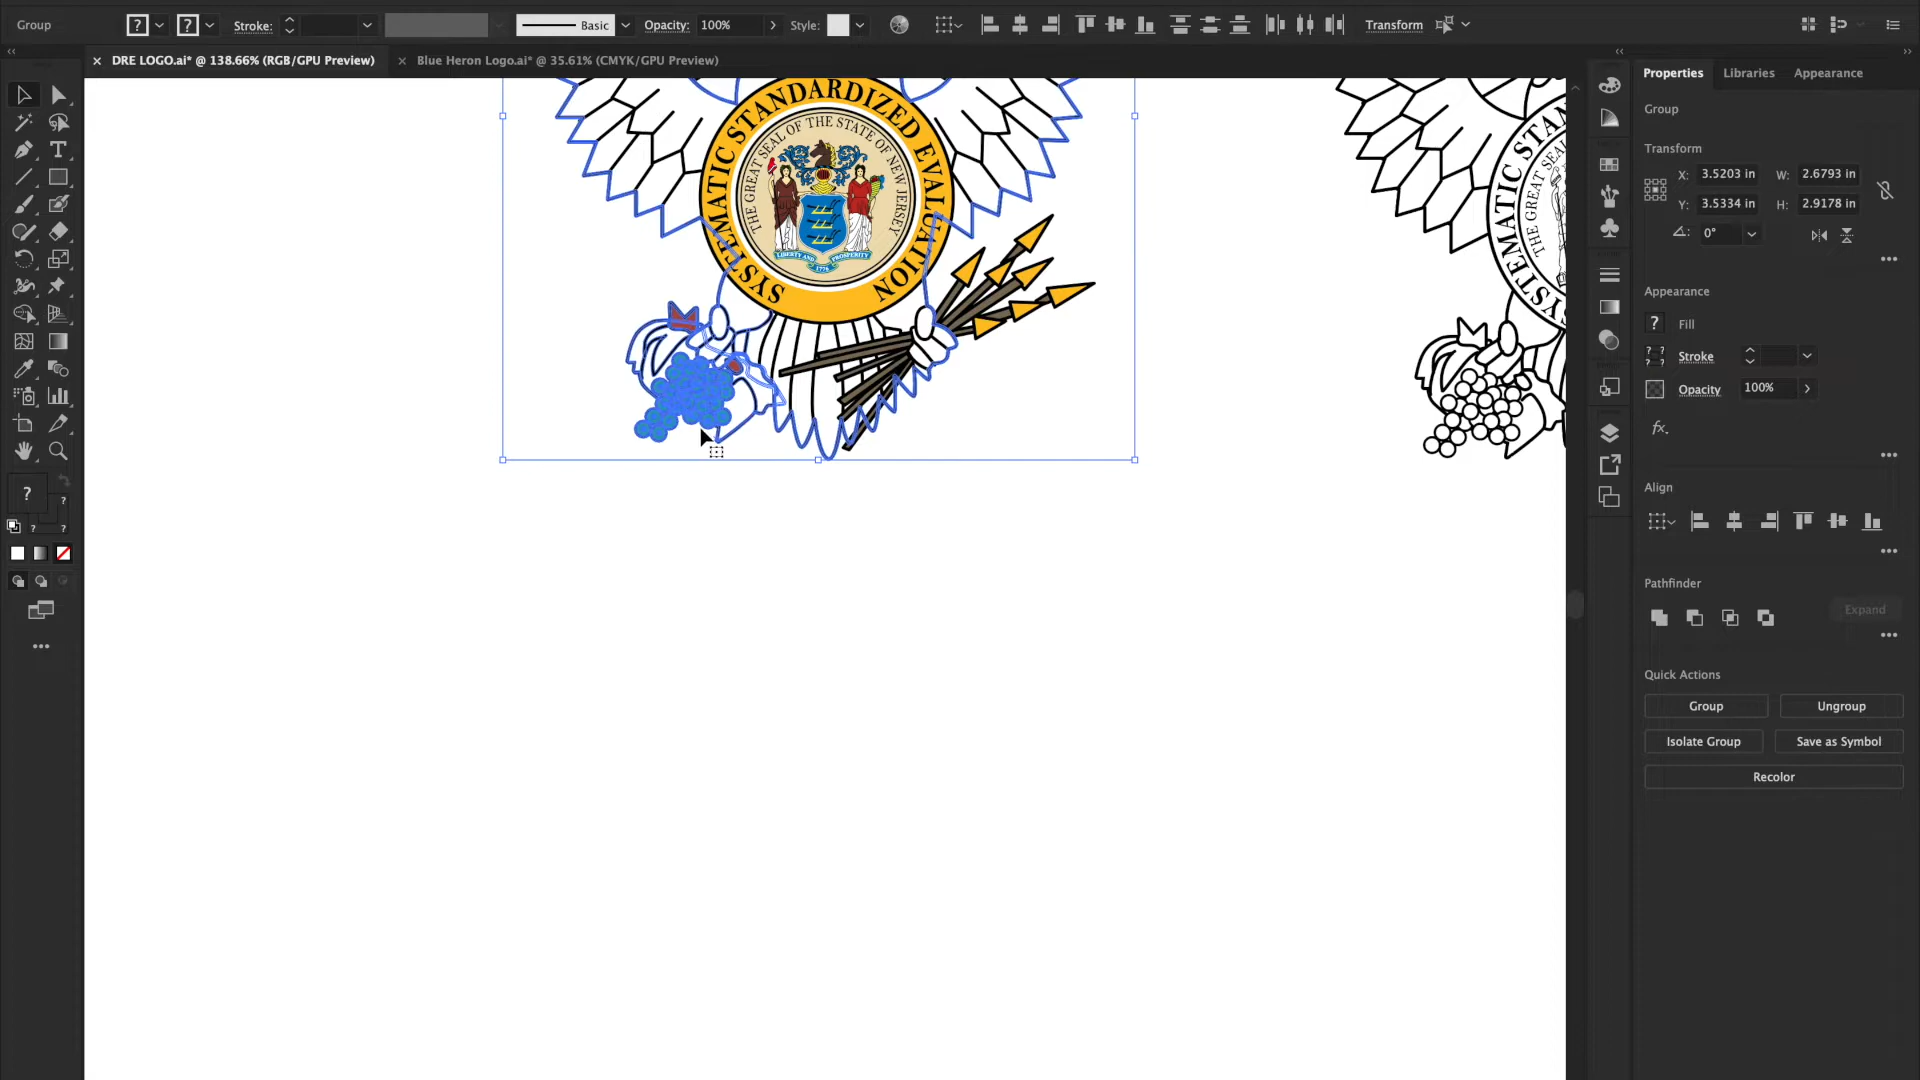 Group
? ? Stroke: Basic Opacity: 100% Style: Transform
DRE LOGO.ai* @ 138.66% (RGB/GPU Preview)
Blue Heron Logo.ai* @ 35.61% (CMYK/GPU Preview)
SYSTEMATIC STANDARDIZED EVALUATION
THE GREAT SEAL OF THE STATE OF NEW JERSEY
LIBERTY AND PROSPERITY
1776
SYSTEMATIC STANDA
THE GREAT SEAL
Properties Libraries Appearance
Group
Transform
X: 3.5203 in W: 2.6793 in
Y: 3.5334 in H: 2.9178 in
0°
Appearance
? Fill
Stroke
Opacity 100%
fx.
Align
Pathfinder
Expand
Quick Actions
Group Ungroup
Isolate Group Save as Symbol
Recolor
? ?
? ?